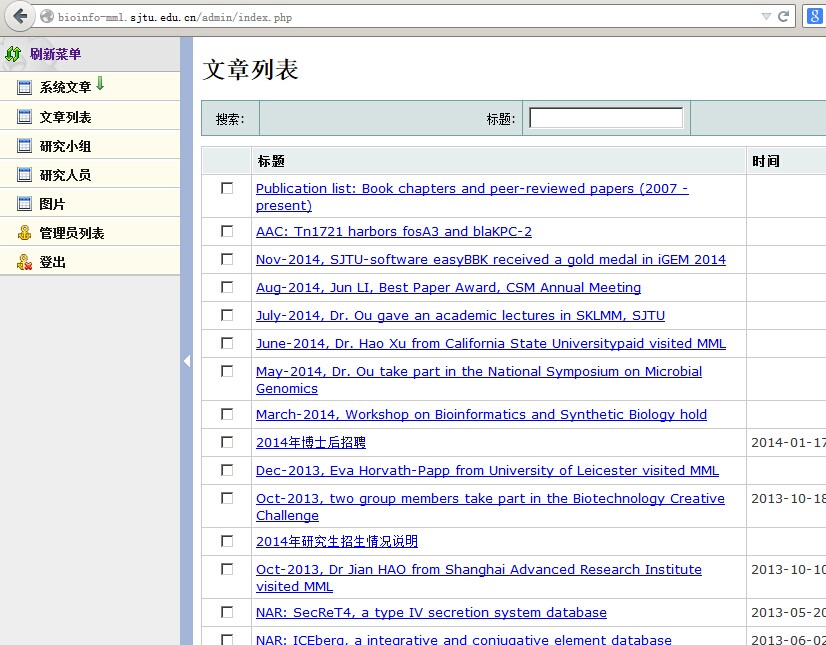 bioinfo-mml.sjtu.edu.cn/admin/index.php
8
刷新菜单
系统文章
文章列表
研究小组
研究人员
图片
管理员列表
登出
文章列表
搜索: 标题:
标题 时间
Publication list: Book chapters and peer-reviewed papers (2007 -
present)
AAC: Tn1721 harbors fosA3 and blaKPC-2
Nov-2014, SJTU-software easyBBK received a gold medal in iGEM 2014
Aug-2014, Jun LI, Best Paper Award, CSM Annual Meeting
July-2014, Dr. Ou gave an academic lectures in SKLMM, SJTU
June-2014, Dr. Hao Xu from California State Universitypaid visited MML
May-2014, Dr. Ou take part in the National Symposium on Microbial
Genomics
March-2014, Workshop on Bioinformatics and Synthetic Biology hold
2014年博士后招聘 2014-01-17
Dec-2013, Eva Horvath-Papp from University of Leicester visited MML
Oct-2013, two group members take part in the Biotechnology Creative 2013-10-18
Challenge
2014年研究生招生情况说明
Oct-2013, Dr Jian HAO from Shanghai Advanced Research Institute 2013-10-10
visited MML
NAR: SecReT4, a type IV secretion system database 2013-05-20
NAR: ICEberg, a integrative and conjugative element database 2013-06-02